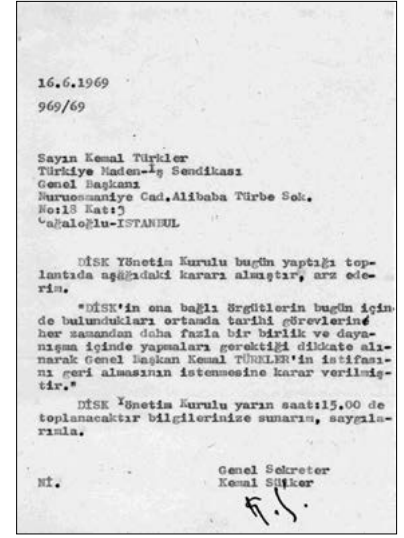 16.6.1969
969/69
Sayın Kemal Türkler
Türkiye Maden-İş Sendikası
Genel Başkanı
Nuruosmaniye Cad.Alibaba Türbe Sok.
No:18 Kat:3
Cağaloğlu-ISTANBUL
DİSK Yönetim Kurulu bugün yaptığı top-
lantıda aşağıdaki kararı almıştır, arz ede-
rim.
"DİSK'in ona bağlı örgütlerin bugün için
de bulundukları ortamda tarihi görevlerini
her zamandan daha fazla bir birlik ve daya-
nışma içinde yapmaları gerektiği dikkate alı-
narak Genel Başkan Kemal TÜRKLER'in istifası-
nı geri almasının istenmesine karar verilmiş-
tir."
DİSK Yönetim Kurulu yarın saat:15.00 de
toplanacaktır bilgilerinize sunarım, saygıla-
rımla.
Genel Sekreter
Nİ. Kemal Sülker
K.S.